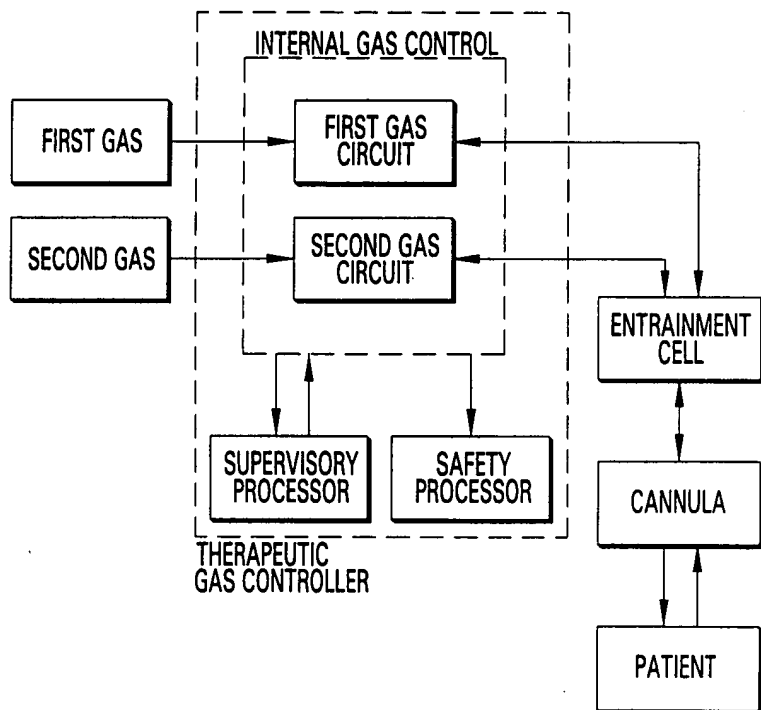 INTERNAL GAS CONTROL
FIRST GAS
FIRST GAS
CIRCUIT
SECOND GAS
SECOND GAS
CIRCUIT
ENTRAINMENT
CELL
SUPERVISORY
PROCESSOR
SAFETY
PROCESSOR
CANNULA
THERAPEUTIC
GAS CONTROLLER
PATIENT